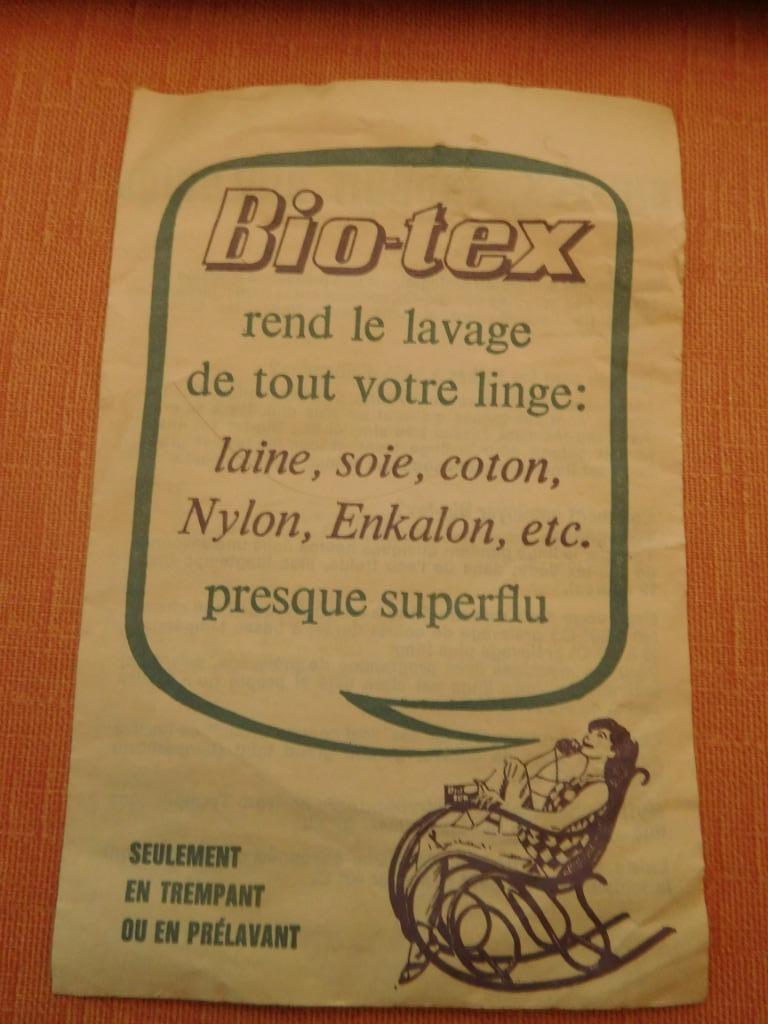 Bio-tex
rend le lavage
de tout votre linge:
laine, soie, coton,
Nylon, Enkalon, etc.
presque superflu
SEULEMENT
EN TREMPANT
OU EN PRÉLAVANT